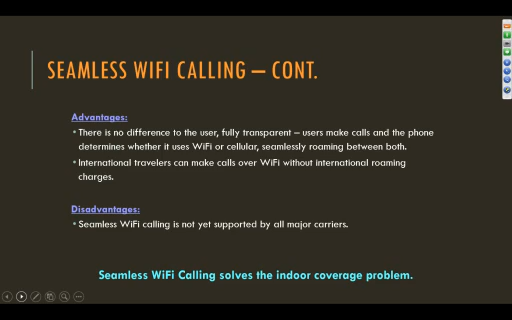 SEAMLESS WIFI CALLING – CONT.
Advantages:
▪ There is no difference to the user, fully transparent – users make calls and the phone
determines whether it uses WiFi or cellular, seamlessly roaming between both.
▪ International travelers can make calls over WiFi without international roaming
charges.
Disadvantages:
▪ Seamless WiFi calling is not yet supported by all major carriers.
Seamless WiFi Calling solves the indoor coverage problem.